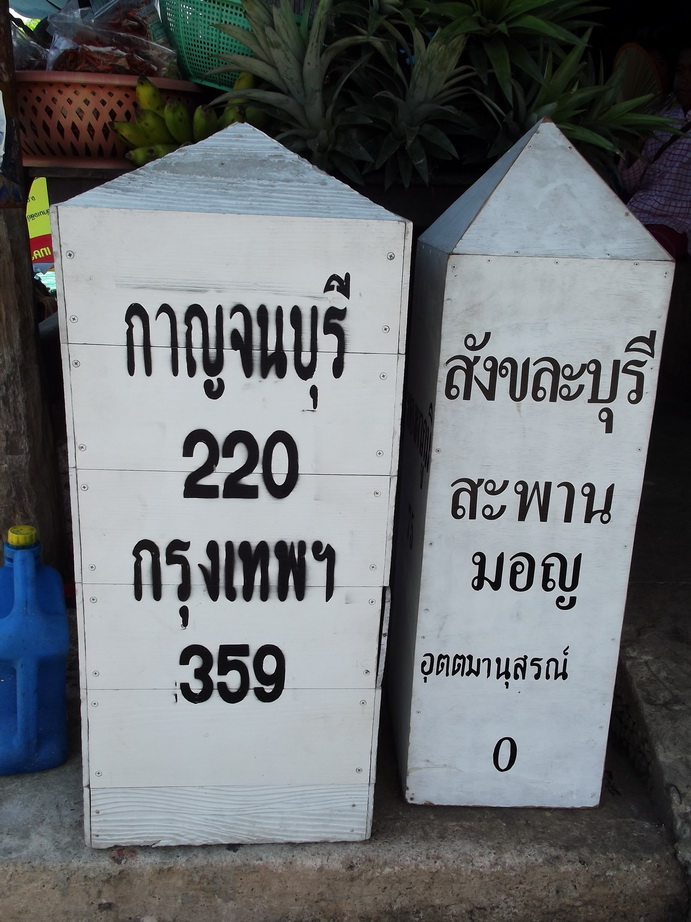 กาญจนบุรี
220
กรุงเทพฯ
359
สังขละบุรี
สะพาน
มอญ
อุตตมานุสรณ์
0